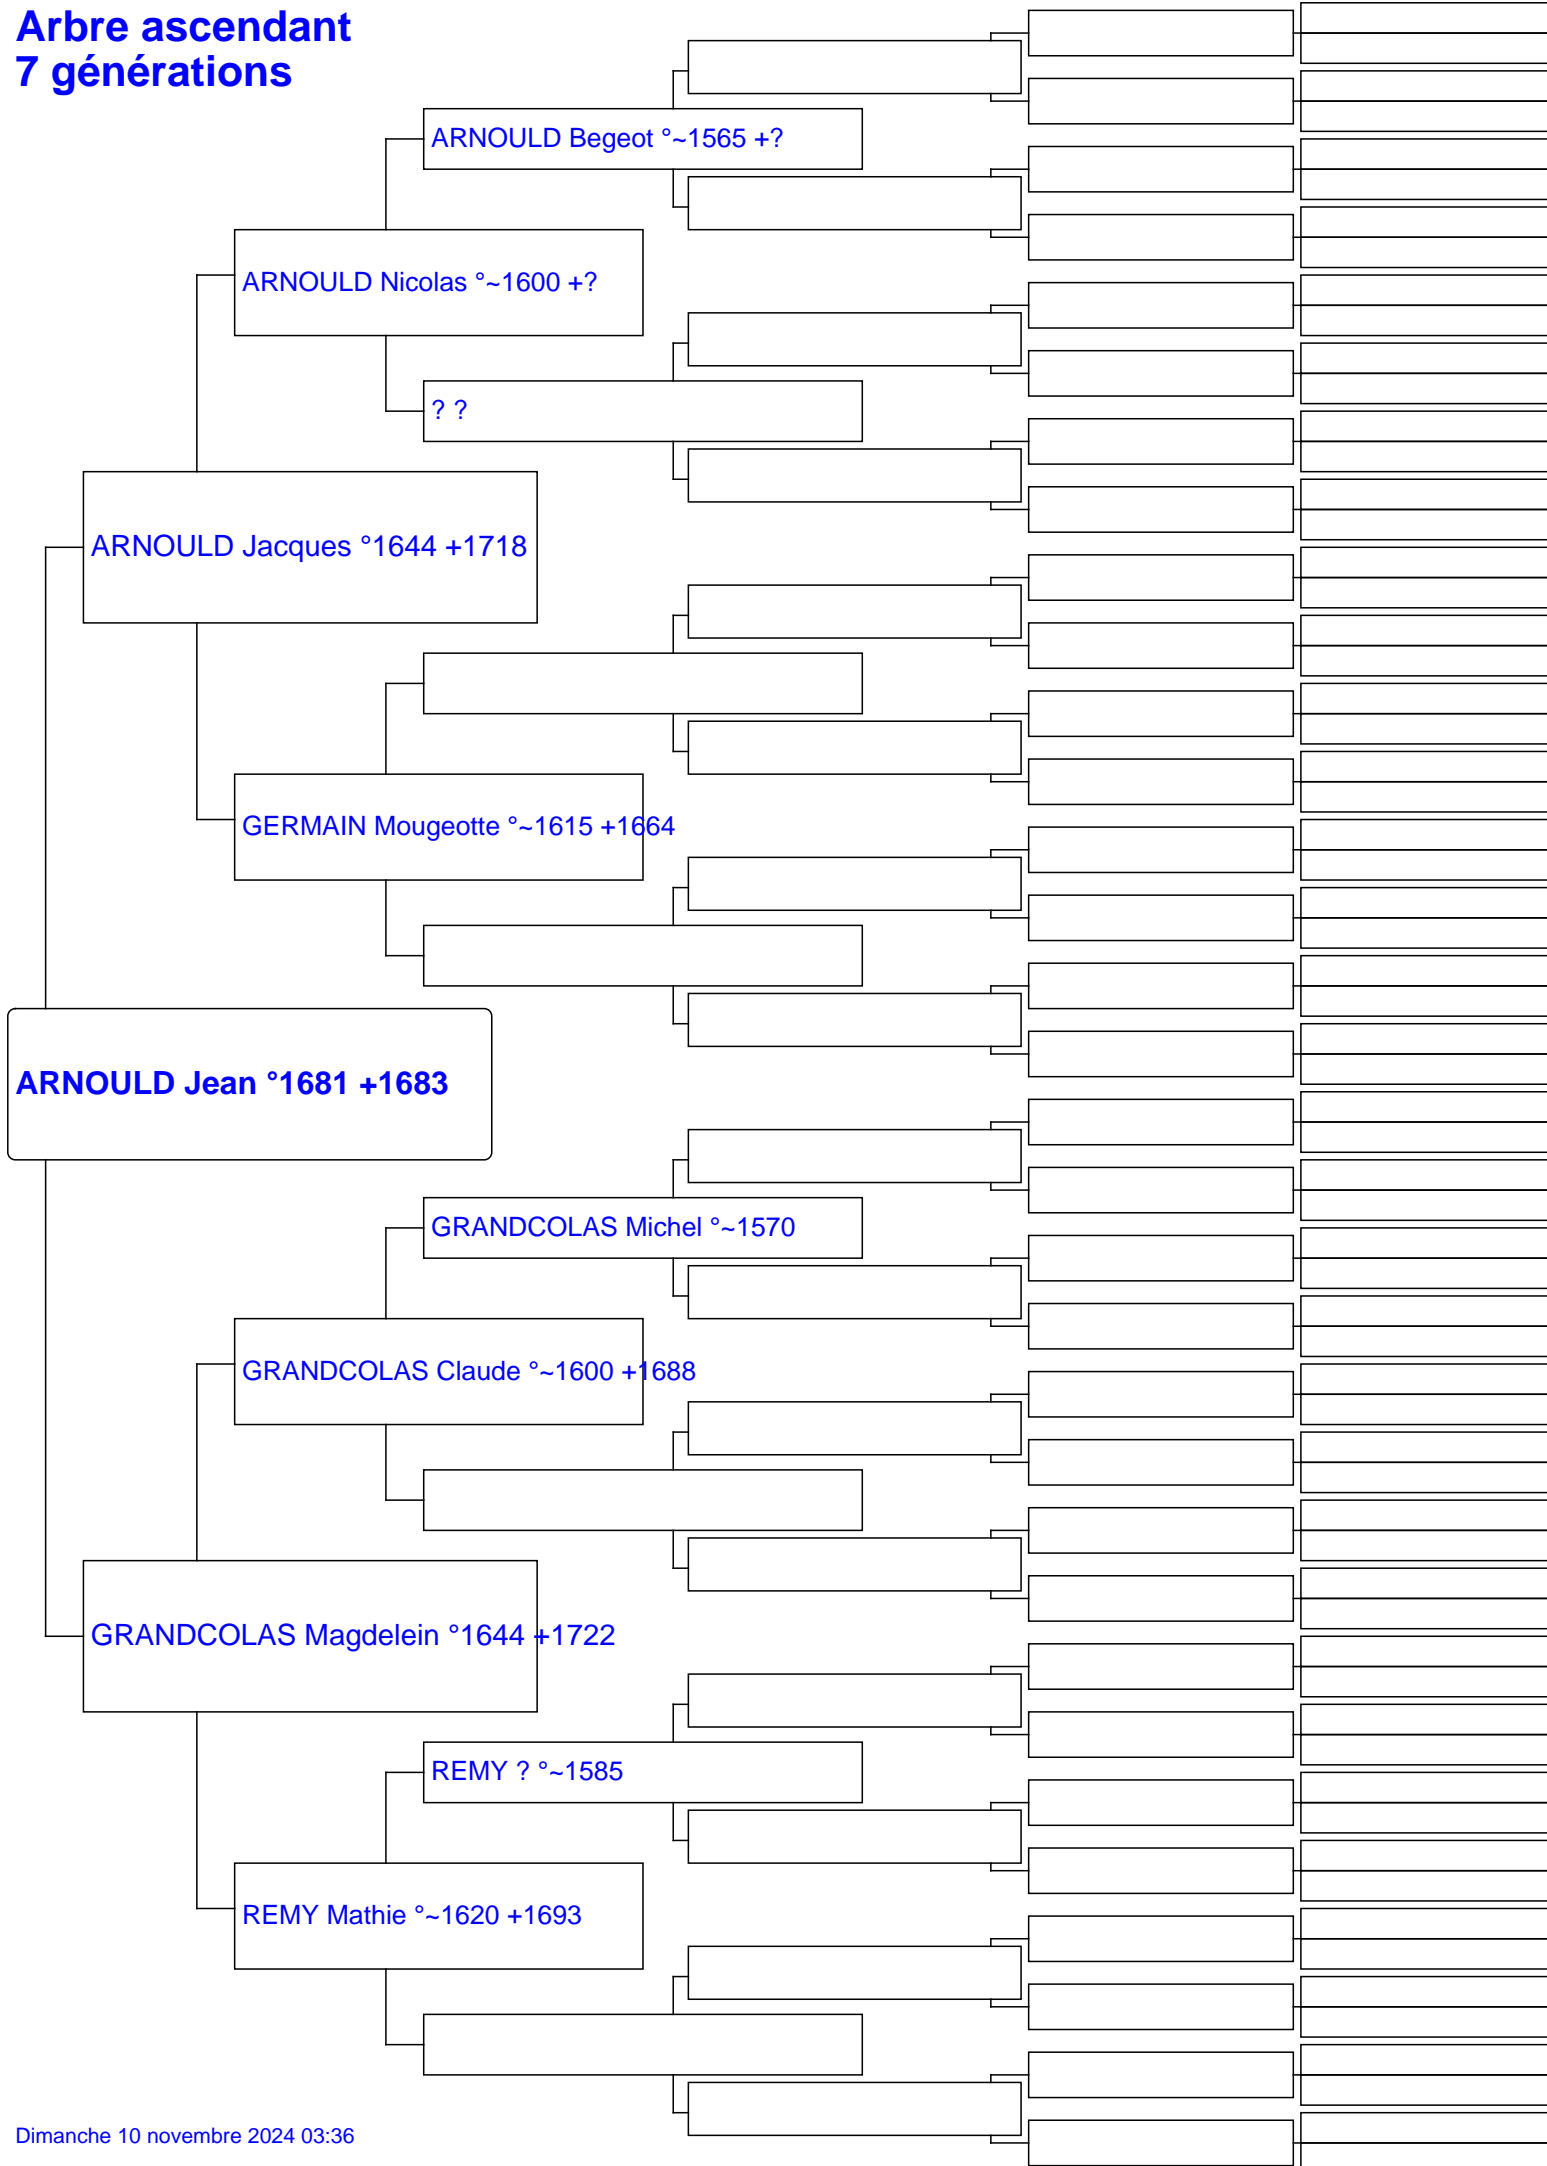 Arbre ascendant
7 générations
ARNOULD Begeot °~1565 +?
ARNOULD Nicolas °~1600 +?
? ?
ARNOULD Jacques °1644 +1718
GERMAIN Mougeotte °~1615 +1664
ARNOULD Jean °1681 +1683
GRANDCOLAS Michel °~1570
GRANDCOLAS Claude °~1600 +1688
GRANDCOLAS Magdelein °1644 +1722
REMY ? °~1585
REMY Mathie °~1620 +1693
Dimanche 10 novembre 2024 03:36